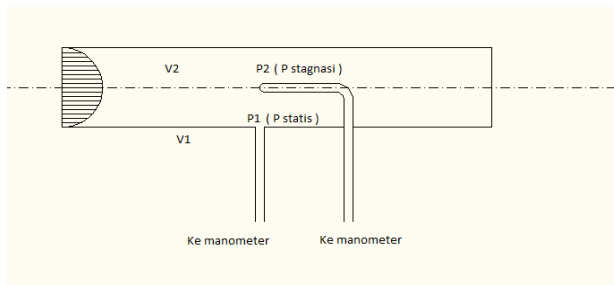 V2
P2 ( P stagnasi )
P1 ( P statis )
V1
Ke manometer
Ke manometer